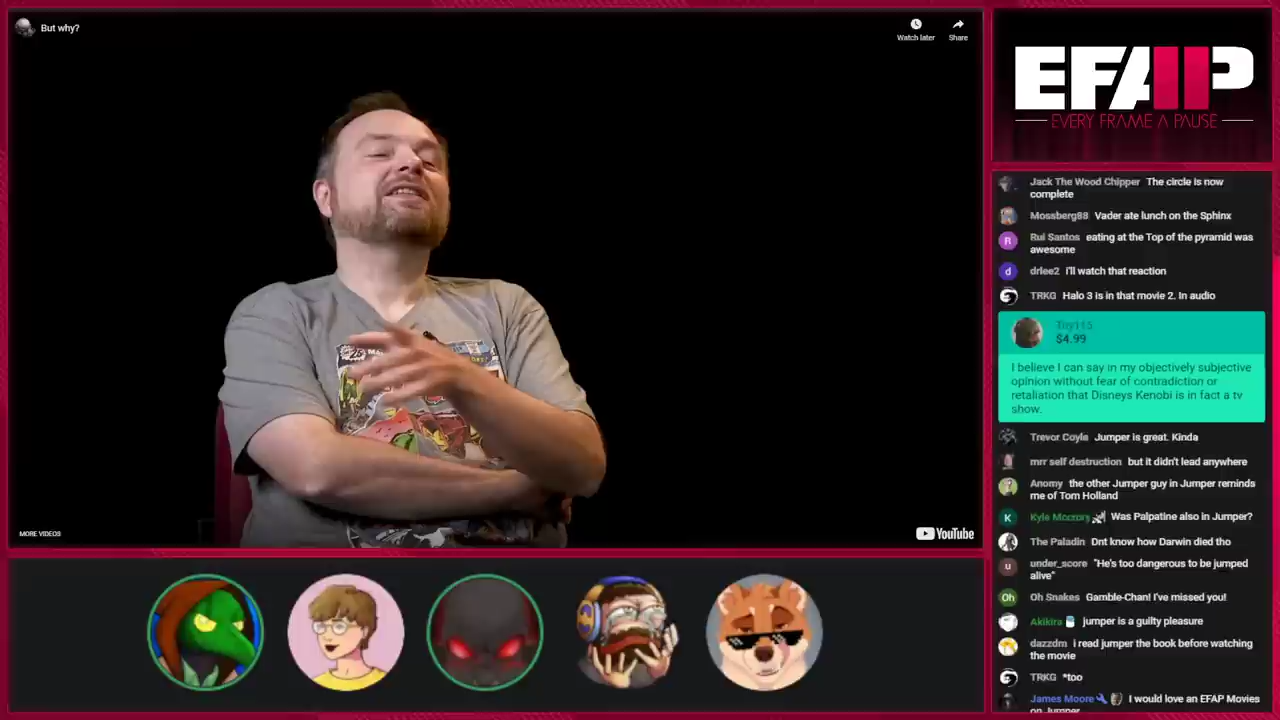 But why?
Watch later
Share
MORE VIDEOS
YouTube
EFAP
EVERY FRAME A PAUSE
Jack The Wood Chipper The circle is now
complete
Mossberg88 Vader ate lunch on the Sphinx
Rui Santos eating at the Top of the pyramid was
awesome
drlee2 I'll watch that reaction
TRKG Halo 3 is in that movie 2. In audio
$4.99
I believe I can say in my objectively subjective
opinion without fear of contradiction or
retaliation that Disneys Kenobi is in fact a tv
show.
Trevor Coyle Jumper is great. Kinda
mrr self destruction but it didn't lead anywhere
Anomy the other Jumper guy in Jumper reminds
me of Tom Holland
Kyle Mccrory Was Palpatine also in Jumper?
The Paladin Dnt know how Darwin died tho
under_score "He's too dangerous to be jumped
alive"
Oh Snakes Gamble-Chan! I've missed you!
Akikira jumper is a guilty pleasure
dazzdm i read jumper the book before watching
the movie
TRKG *too
James Moore I would love an EFAP Movies
on Jumper